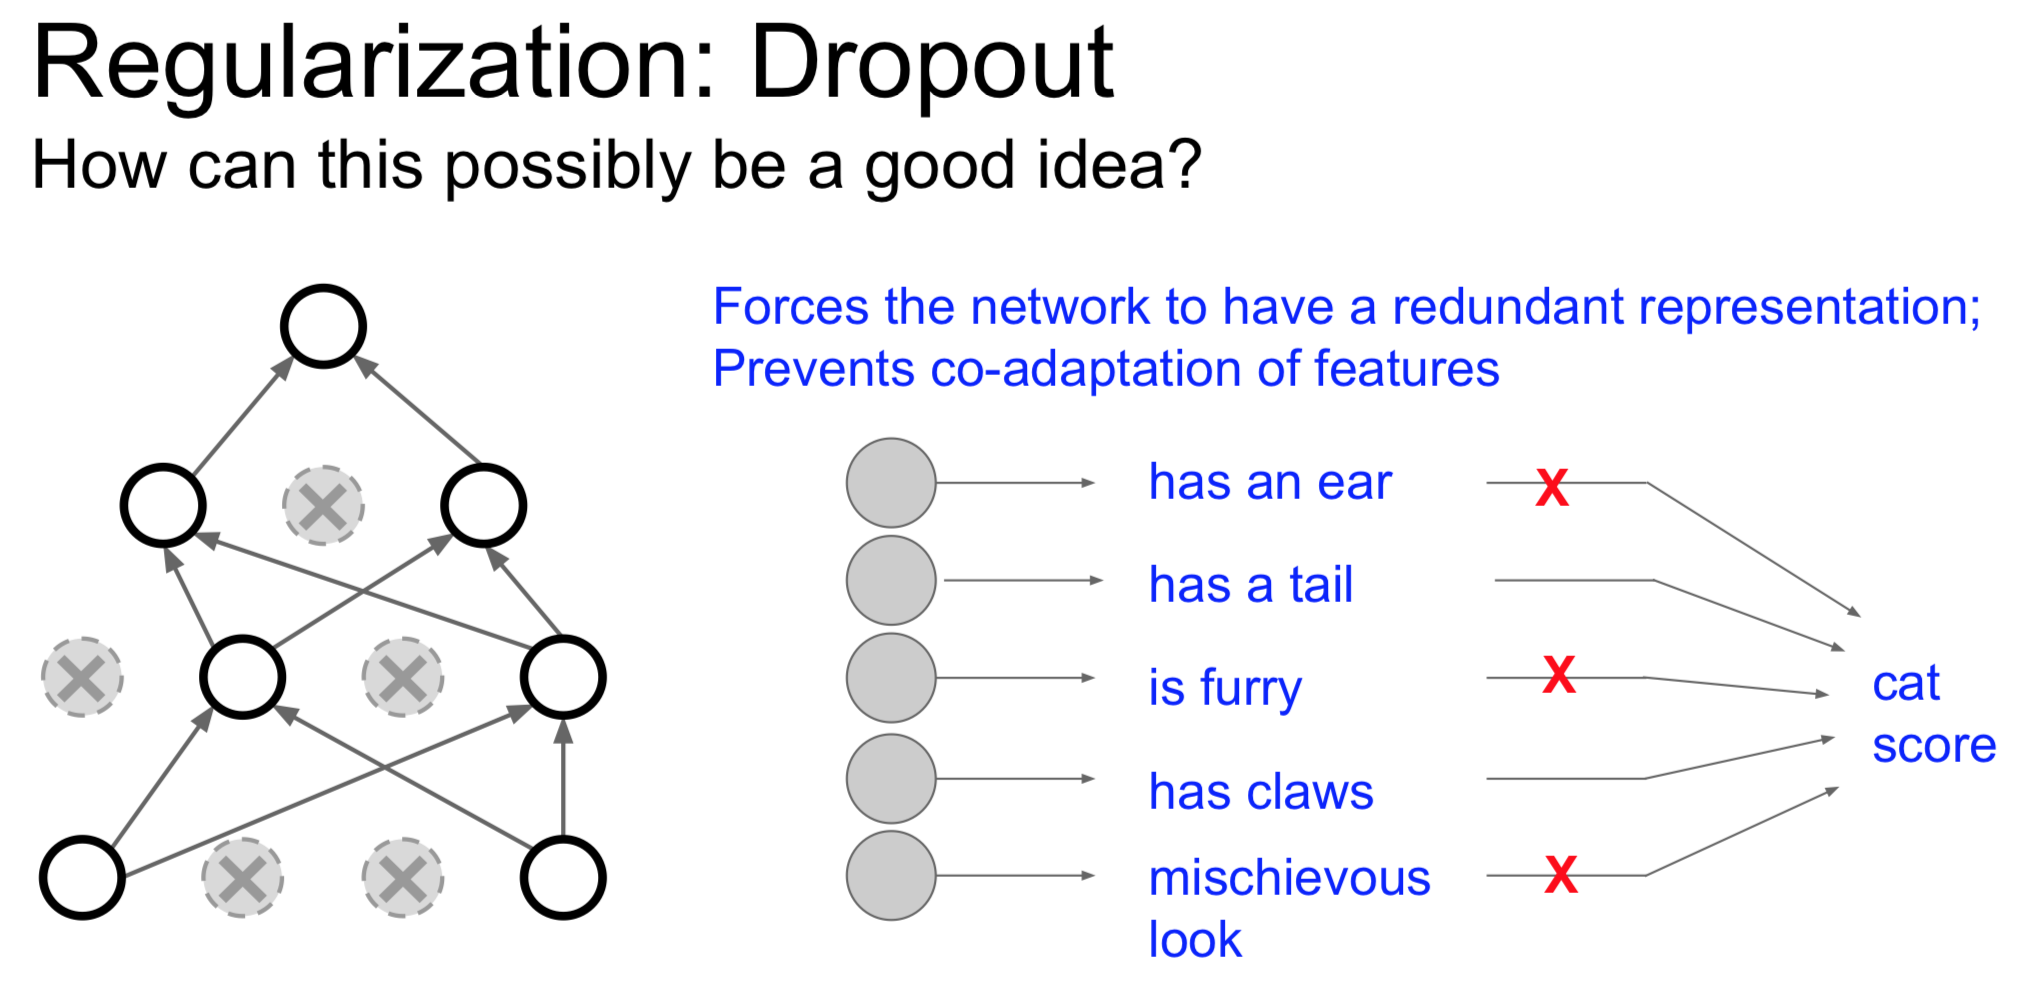 Regularization: Dropout
How can this possibly be a good idea?
Forces the network to have a redundant representation;
Prevents co-adaptation of features
has an ear
X
has a tail
is furry
X
has claws
mischievous
look
X
cat
score